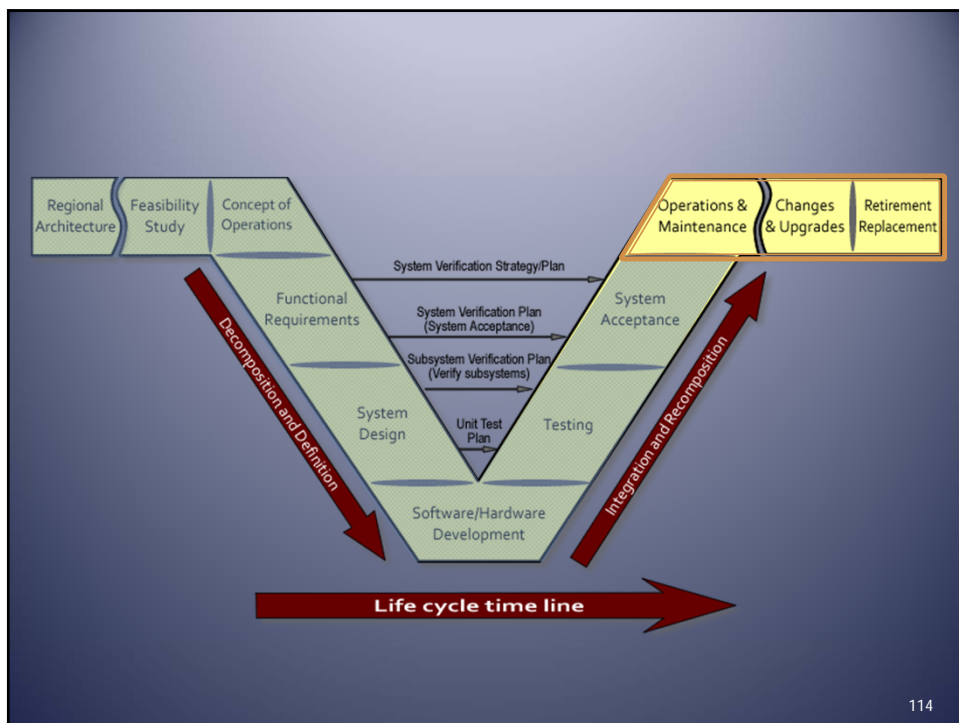 Regional
Architecture
Feasibility
Study
Concept of
Operations
Operations &
Maintenance
Changes
& Upgrades
Retirement
Replacement
System Verification Strategy/Plan
Functional
Requirements
System
Acceptance
System Verification Plan
(System Acceptance)
Subsystem Verification Plan
(Verify subsystems)
Decomposition and Definition
Integration and Recomposition
System
Design
Unit Test
Plan
Testing
Software/Hardware
Development
Life cycle time line
114